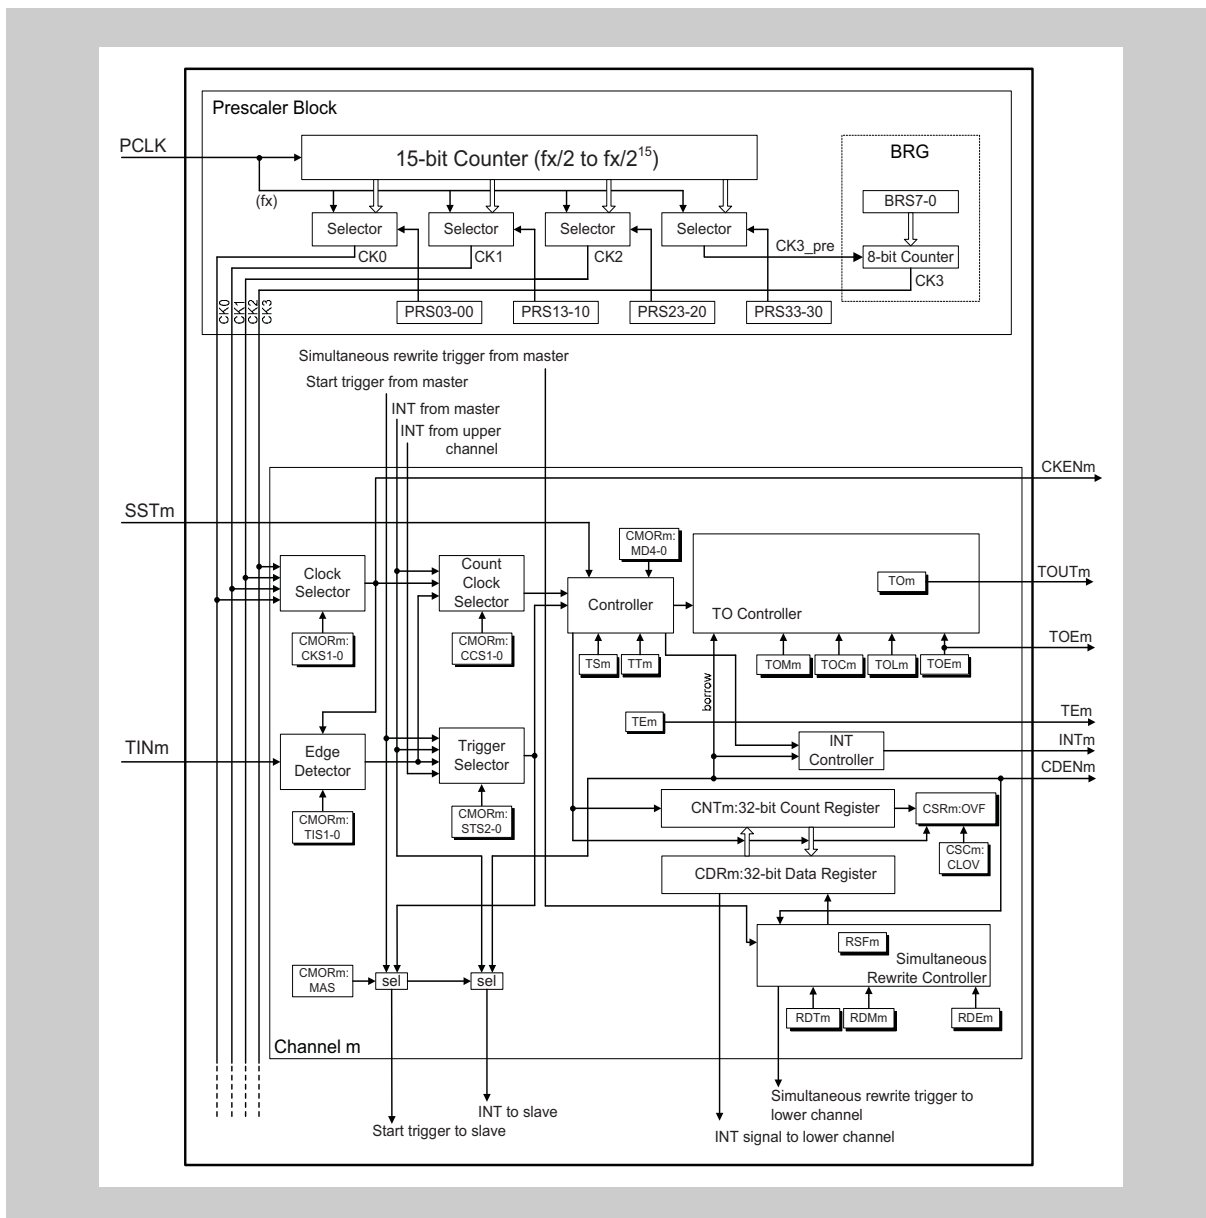 Prescaler Block
PCLK
15-bit Counter (fx/2 to fx/2¹⁵)
BRG
(fx)
BRS7-0
Selector
Selector
Selector
Selector
CK3_pre
8-bit Counter
CK0
CK1
CK2
CK3
CK0
CK1
CK2
CK3
PRS03-00
PRS13-10
PRS23-20
PRS33-30
Simultaneous rewrite trigger from master
Start trigger from master
INT from master
INT from upper
channel
CKENm
SSTm
CMORm:
MD4-0
Clock
Selector
Count
Clock
Selector
Controller
TOm
TO Controller
TOUTm
CMORm:
CKS1-0
CMORm:
CCS1-0
TSm
TTm
TOMm
TOCm
TOLm
TOEm
TOEm
borrow
TEm
TEm
TINm
Edge
Detector
Trigger
Selector
INT
Controller
INTm
CDENm
CMORm:
TIS1-0
CMORm:
STS2-0
CNTm:32-bit Count Register
CSRm:OVF
CSCm:
CLOV
CDRm:32-bit Data Register
RSFm
Simultaneous
Rewrite Controller
CMORm:
MAS
sel
sel
RDTm
RDMm
RDEm
Channel m
Simultaneous rewrite trigger to
lower channel
INT to slave
Start trigger to slave
INT signal to lower channel